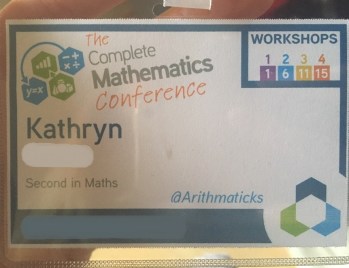 The
Complete
Mathematics
Conference
WORKSHOPS
1 2 3 4
1 6 11 15
Kathryn
Second in Maths
@Arithmaticks